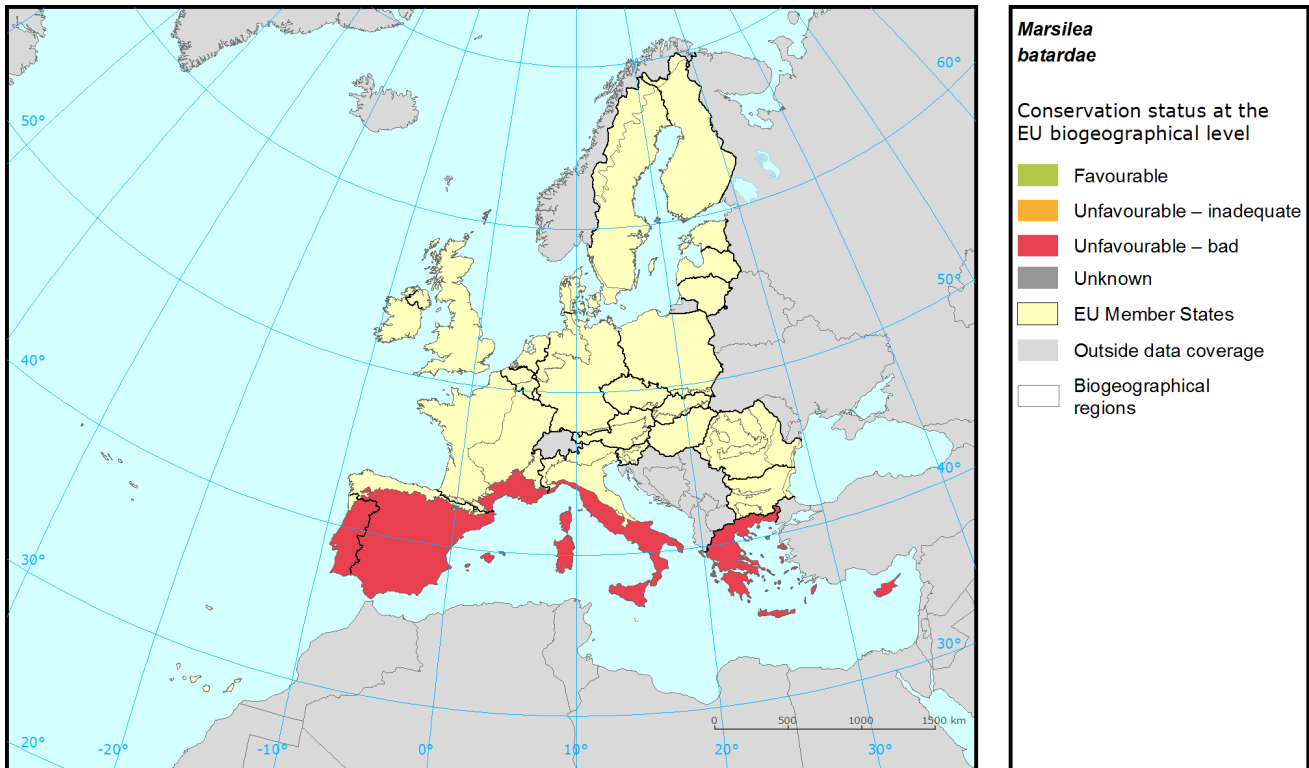 60°
50°
50°
40°
40°
30°
30°
20°
-20°
-10°
0°
10°
20°
30°
0 500 1000 1500 km
Marsilea
batardae
Conservation status at the
EU biogeographical level
Favourable
Unfavourable – inadequate
Unfavourable – bad
Unknown
EU Member States
Outside data coverage
Biogeographical
regions